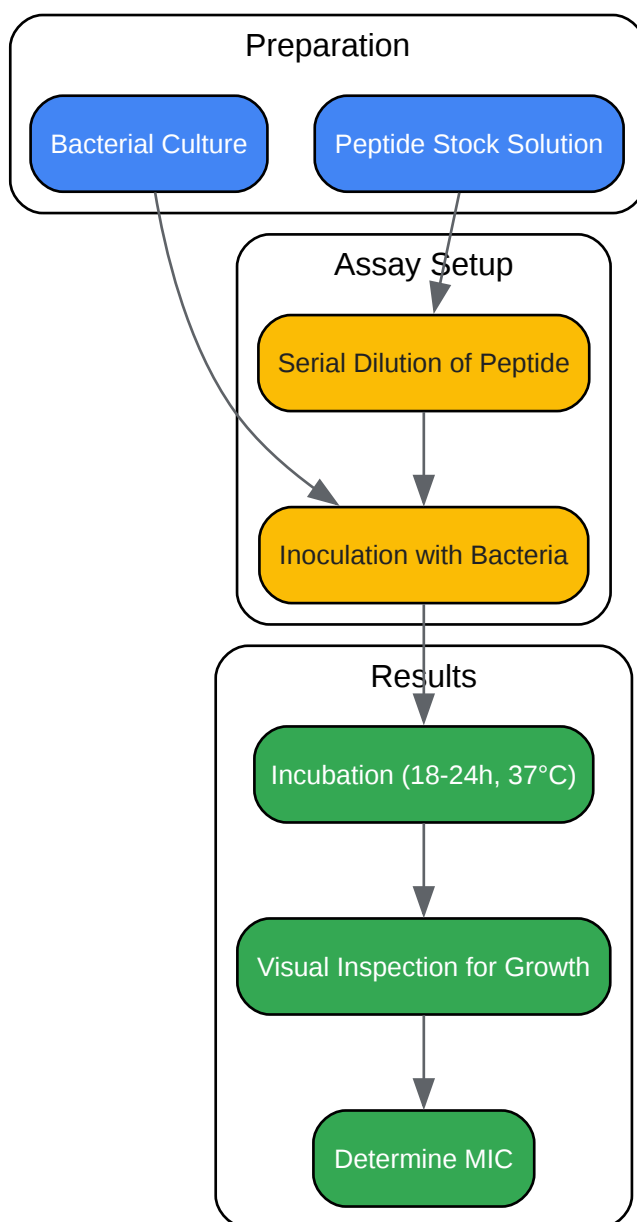 Preparation
Bacterial Culture
Peptide Stock Solution
Assay Setup
Serial Dilution of Peptide
Inoculation with Bacteria
Results
Incubation (18-24h, 37°C)
Visual Inspection for Growth
Determine MIC